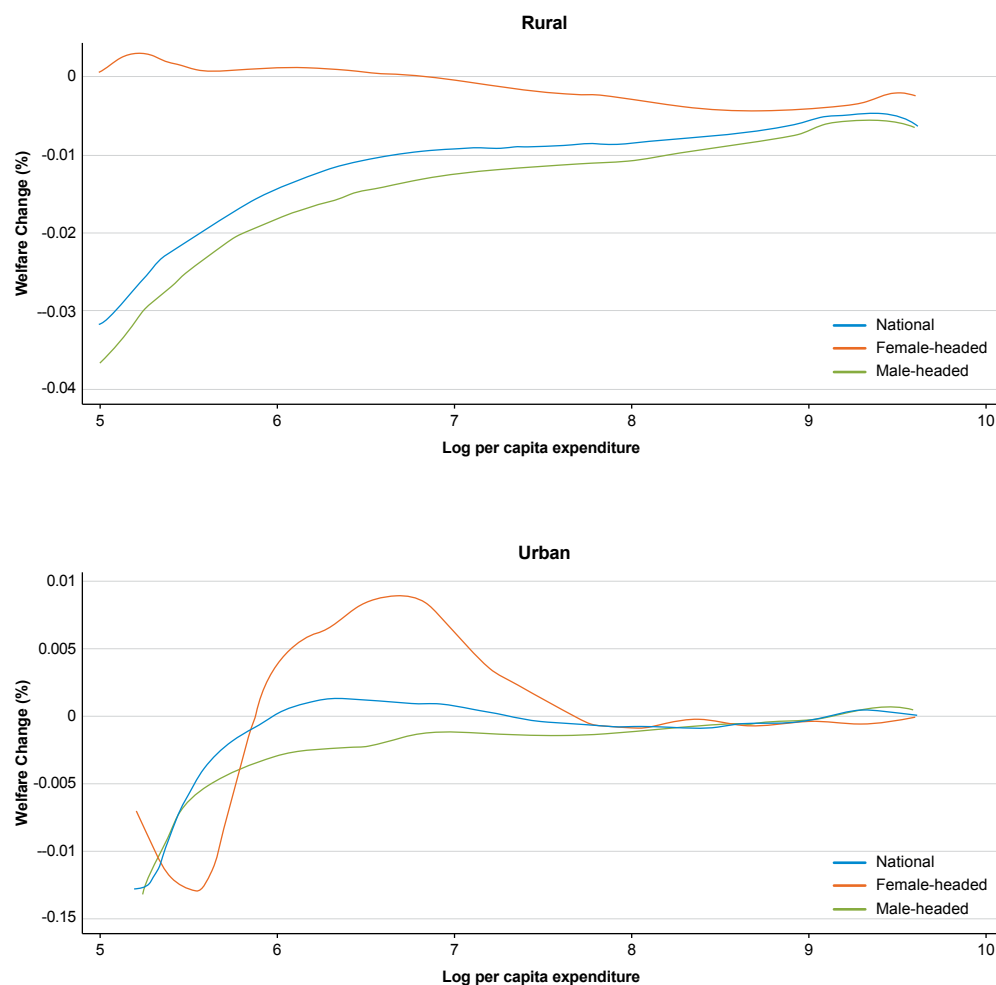 Rural
Welfare Change (%)
0
-0.01
-0.02
–-0.03
-0.04
5 6 7 8 9 10
Log per capita expenditure
National
Female-headed
Male-headed
Urban
Welfare Change (%)
0.01
0.005
0
-0.005
–-0.01
-0.15
5 6 7 8 9 10
Log per capita expenditure
National
Female-headed
Male-headed